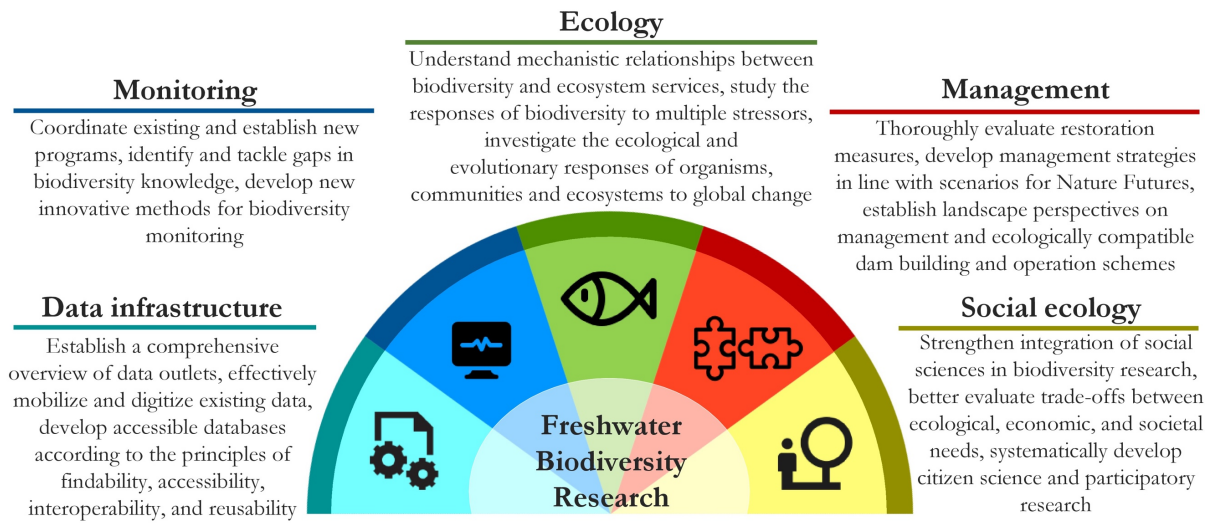 Ecology
Understand mechanistic relationships between
biodiversity and ecosystem services, study the
responses of biodiversity to multiple stressors,
investigate the ecological and
evolutionary responses of organisms,
communities and ecosystems to global change
Monitoring
Coordinate existing and establish new
programs, identify and tackle gaps in
biodiversity knowledge, develop new
innovative methods for biodiversity
monitoring
Management
Thoroughly evaluate restoration
measures, develop management strategies
in line with scenarios for Nature Futures,
establish landscape perspectives on
management and ecologically compatible
dam building and operation schemes
Data infrastructure
Establish a comprehensive
overview of data outlets, effectively
mobilize and digitize existing data,
develop accessible databases
according to the principles of
findability, accessibility,
interoperability, and reusability
Social ecology
Strengthen integration of social
sciences in biodiversity research,
better evaluate trade-offs between
ecological, economic, and societal
needs, systematically develop
citizen science and participatory
research
Freshwater
Biodiversity
Research